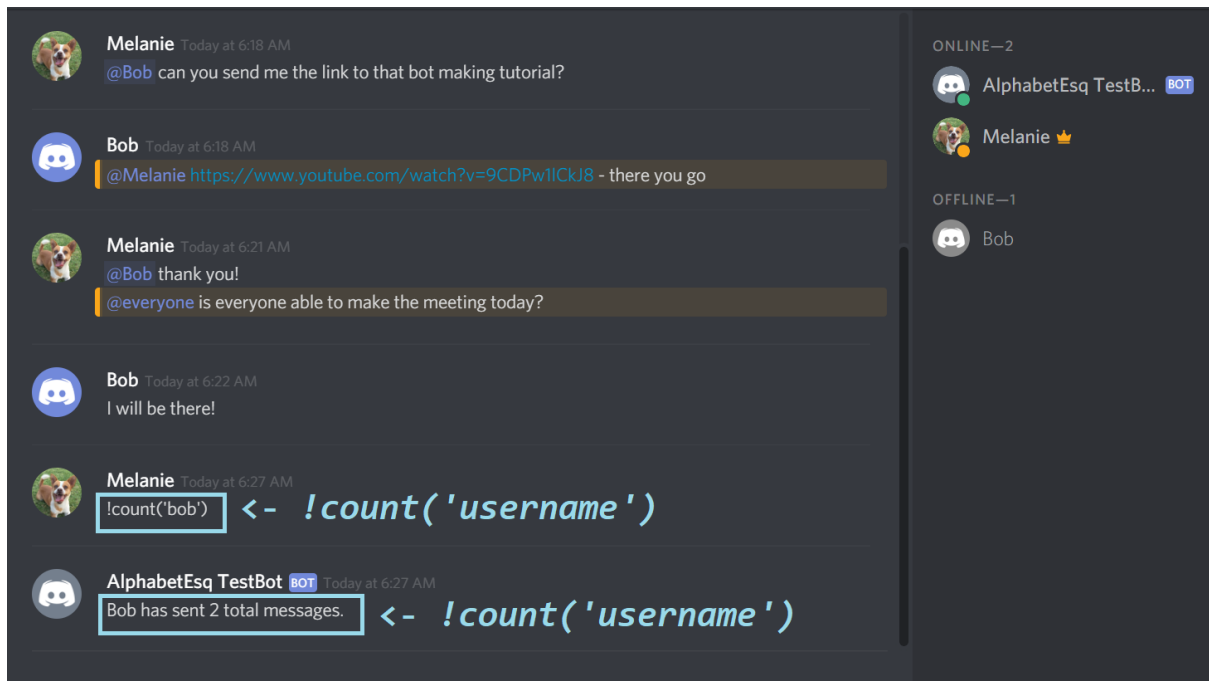 Melanie Today at 6:18 AM
@Bob can you send me the link to that bot making tutorial?
Bob Today at 6:18 AM
@Melanie https://www.youtube.com/watch?v=9CDPw1lCkJ8 - there you go
Melanie Today at 6:21 AM
@Bob thank you!
@everyone is everyone able to make the meeting today?
Bob Today at 6:22 AM
I will be there!
Melanie Today at 6:27 AM
!count('bob') <- !count('username')
AlphabetEsq TestBot BOT Today at 6:27 AM
Bob has sent 2 total messages. <- !count('username')
ONLINE—2
AlphabetEsq TestB... BOT
Melanie
OFFLINE—1
Bob